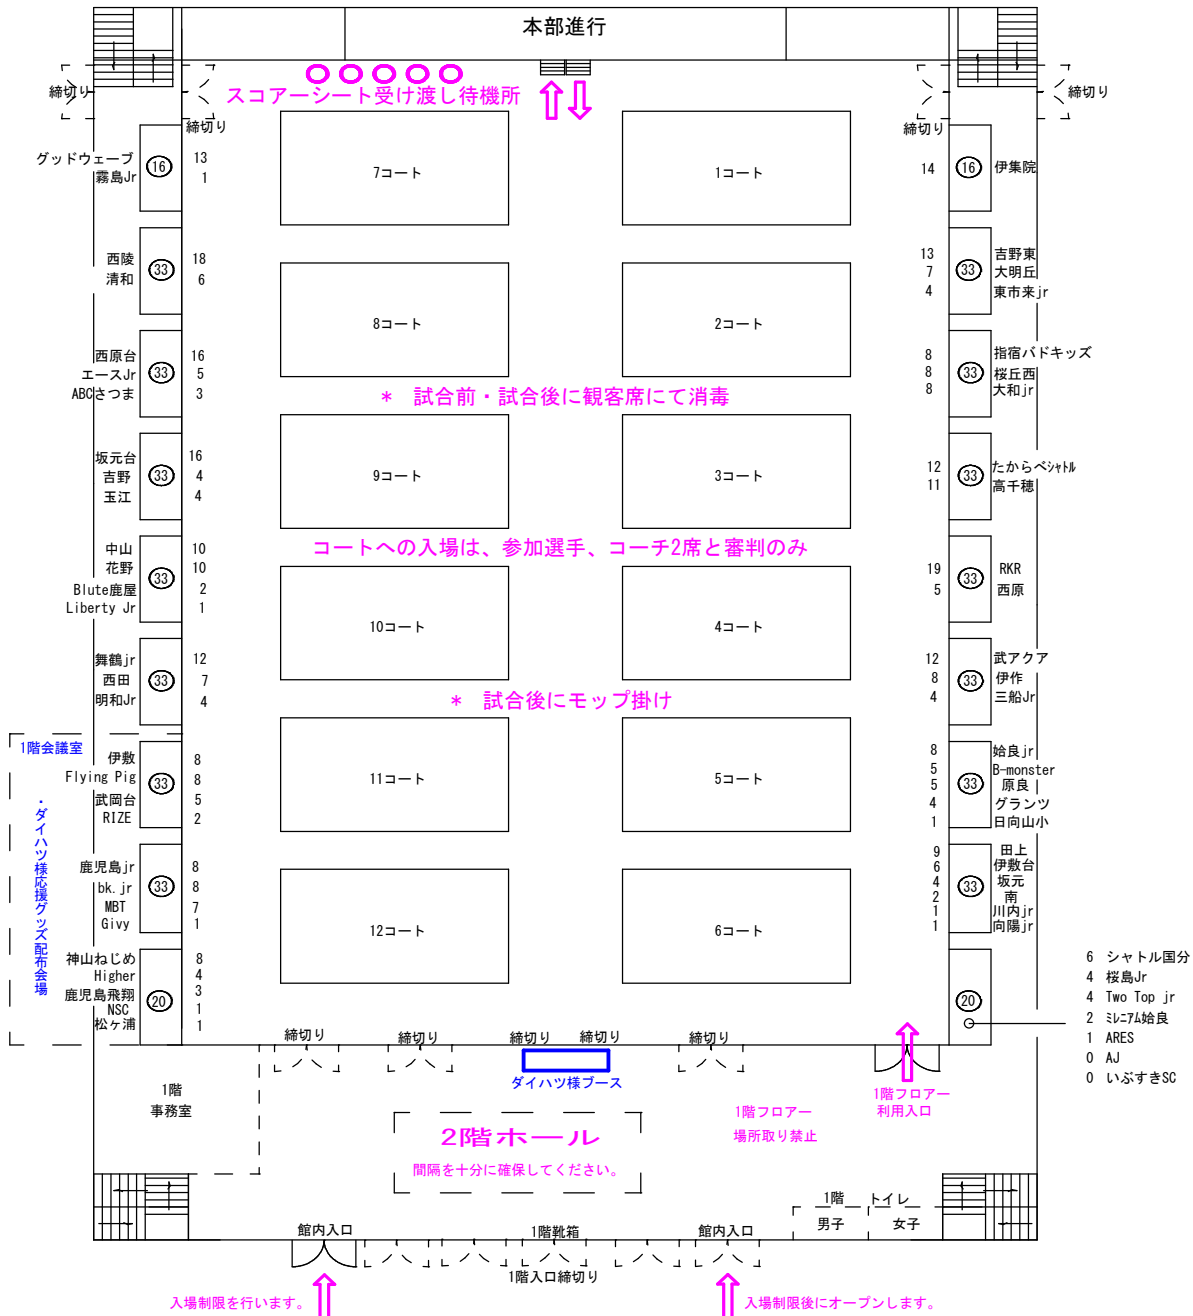 本部進行
スコアーシート受け渡し待機所
締切り
締切り
締切り
締切り
グッドウェーブ 13
霧島Jr 1
16
西陵 18
清和 6
33
西原台 16
エースJr 5
ABCさつま 3
33
坂元台 16
吉野 4
玉江 4
33
中山 10
花野 10
Blute鹿屋 2
Liberty Jr 1
33
舞鶴jr 12
西田 7
明和Jr 4
33
伊敷 8
Flying Pig 8
武岡台 5
RIZE 2
33
鹿児島jr 8
bk.jr 8
MBT 7
Givy 1
33
神山ねじめ 8
Higher 4
鹿児島飛翔 3
NSC 1
松ヶ浦 1
20
1階会議室
・ダイハツ様応援グッズ配布会場
7コート
1コート
8コート
2コート
* 試合前・試合後に観客席にて消毒
9コート
3コート
コートへの入場は、参加選手、コーチ2席と審判のみ
10コート
4コート
* 試合後にモップ掛け
11コート
5コート
12コート
6コート
14 16 伊集院
13 吉野東
7 大明丘
4 東市来jr
33
8 指宿バドキッズ
8 桜丘西
8 大和jr
33
12 たからべシャトル
11 高千穂
33
19 RKR
5 西原
33
12 武アクア
8 伊作
4 三船Jr
33
8 姶良jr
5 B-monster
5 原良
4 グランツ
1 日向山小
33
9 田上
6 伊敷台
4 坂元
2 南
1 川内jr
1 向陽jr
33
20
6 シャトル国分
4 桜島Jr
4 Two Top jr
2 ミレニアム姶良
1 ARES
0 AJ
0 いぶすきSC
締切り
締切り
締切り
締切り
締切り
ダイハツ様ブース
1階
事務室
1階フロアー
利用入口
1階フロアー
場所取り禁止
2階ホール
間隔を十分に確保してください。
1階 トイレ
男子 女子
館内入口
1階靴箱
館内入口
1階入口締切り
入場制限を行います。
入場制限後にオープンします。